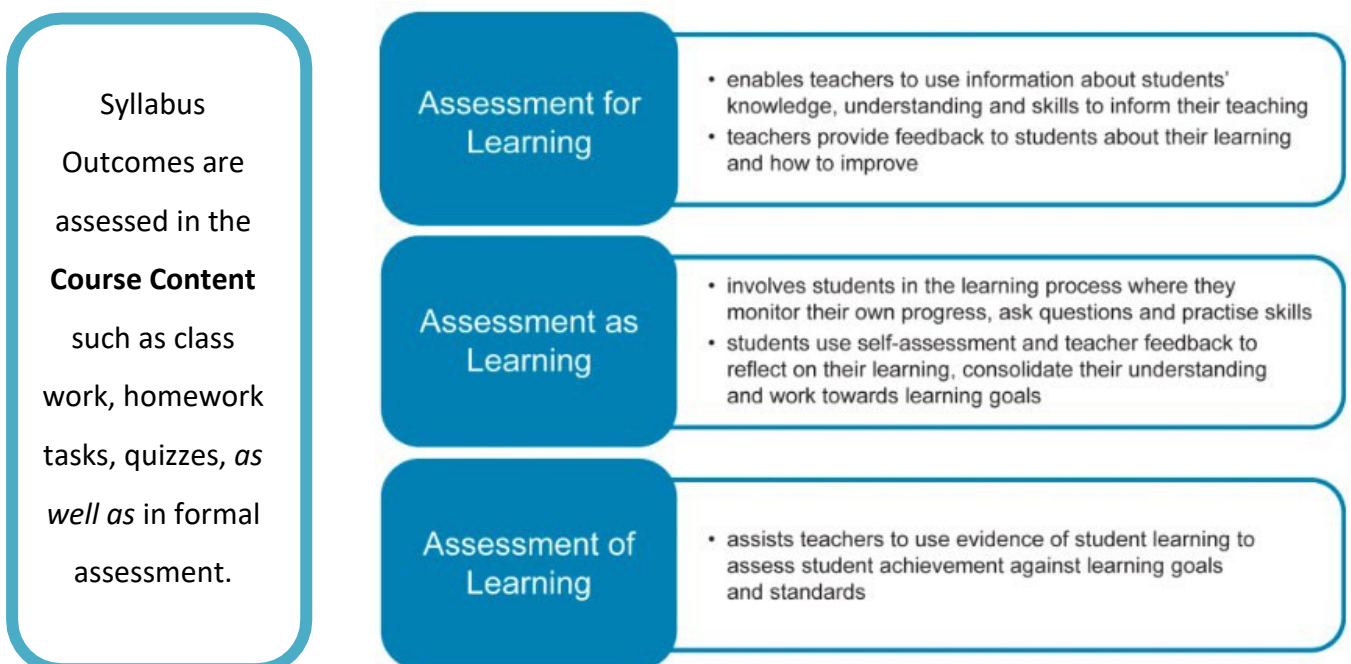 Syllabus
Outcomes are
assessed in the
Course Content
such as class
work, homework
tasks, quizzes, as
well as in formal
assessment.
Assessment for
Learning
• enables teachers to use information about students'
knowledge, understanding and skills to inform their teaching
• teachers provide feedback to students about their learning
and how to improve
Assessment as
Learning
• involves students in the learning process where they
monitor their own progress, ask questions and practise skills
• students use self-assessment and teacher feedback to
reflect on their learning, consolidate their understanding
and work towards learning goals
Assessment of
Learning
• assists teachers to use evidence of student learning to
assess student achievement against learning goals
and standards